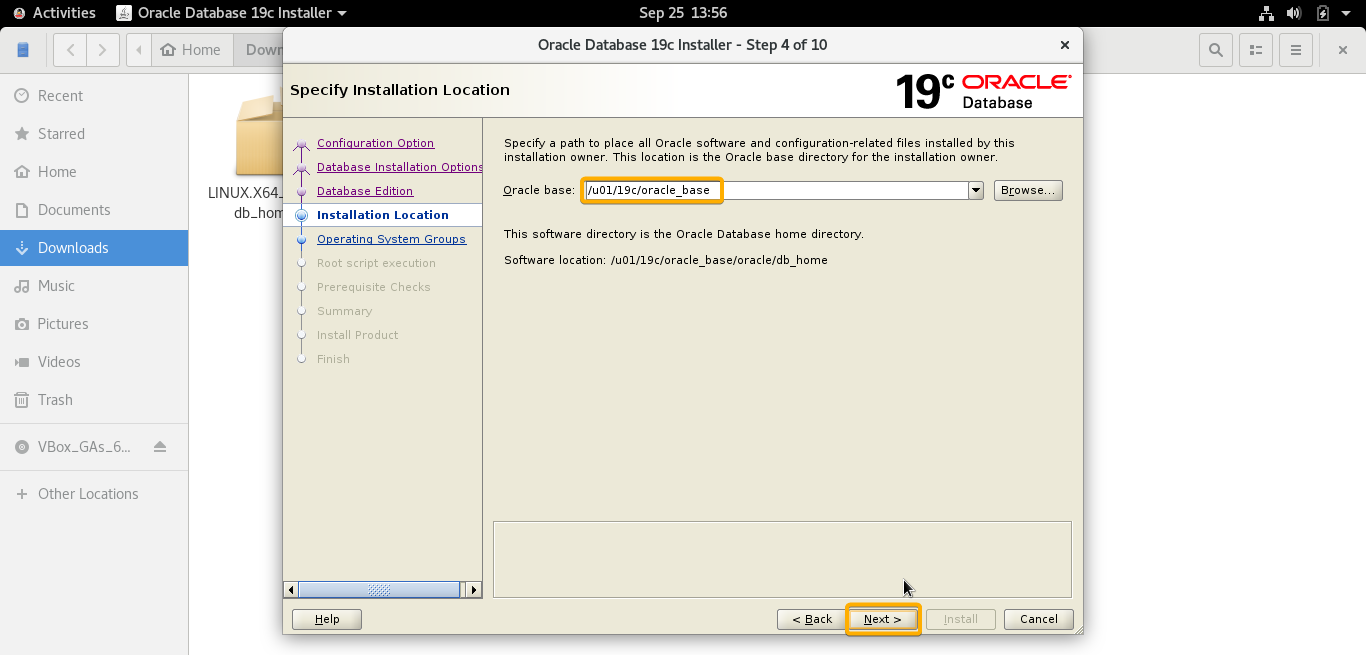 Activities
Oracle Database 19c Installer
Sep 25 13:56
Home
Down
Recent
Starred
Home
Documents
Downloads
Music
Pictures
Videos
Trash
VBox_GAs_6...
Other Locations
LINUX.X64_
db_hom
Oracle Database 19c Installer - Step 4 of 10
Specify Installation Location
19c ORACLE
Database
Configuration Option
Database Installation Options
Database Edition
Installation Location
Operating System Groups
Root script execution
Prerequisite Checks
Summary
Install Product
Finish
Specify a path to place all Oracle software and configuration-related files installed by this
installation owner. This location is the Oracle base directory for the installation owner.
Oracle base: /u01/19c/oracle_base Browse...
This software directory is the Oracle Database home directory.
Software location: /u01/19c/oracle_base/oracle/db_home
Help
< Back
Next >
Install
Cancel